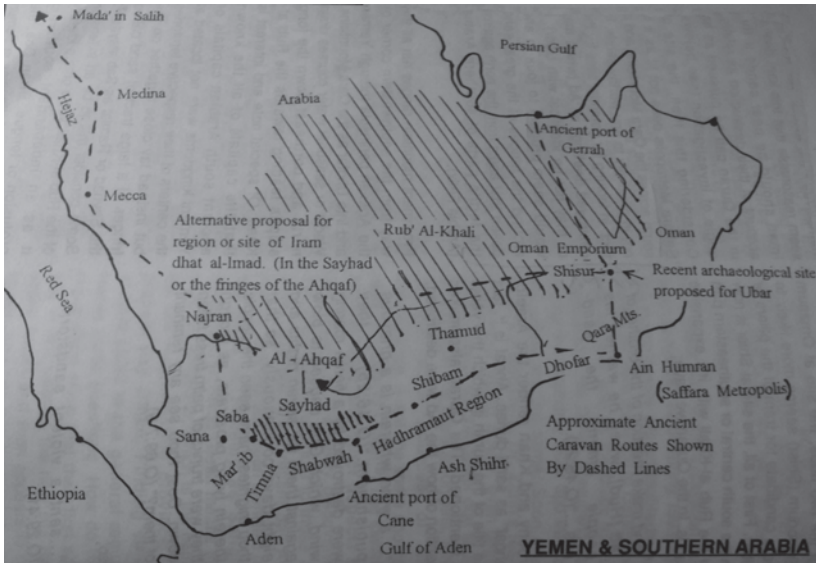 Mada' in Salih
Persian Gulf
Medina
Arabia
Hejaz
Ancient port of
Gerrah
Mecca
Alternative proposal for
region or site of Iram
dhat al-Imad. (In the Sayhad
or the fringes of the Ahqaf)
Rub' Al-Khali
Oman
Oman Emporium
Red Sea
Shisur
Recent archaeological site
proposed for Ubar
Najran
Thamud
Qara Mts.
Al - Ahqaf
Dhofar
Ain Humran
(Saffara Metropolis)
Shibam
Sayhad
Saba
Hadhramaut Region
Approximate Ancient
Caravan Routes Shown
By Dashed Lines
Sana
Mar' ib
Timna
Shabwah
Ash Shihr.
Ethiopia
Ancient port of
Cane
Aden
Gulf of Aden
YEMEN & SOUTHERN ARABIA